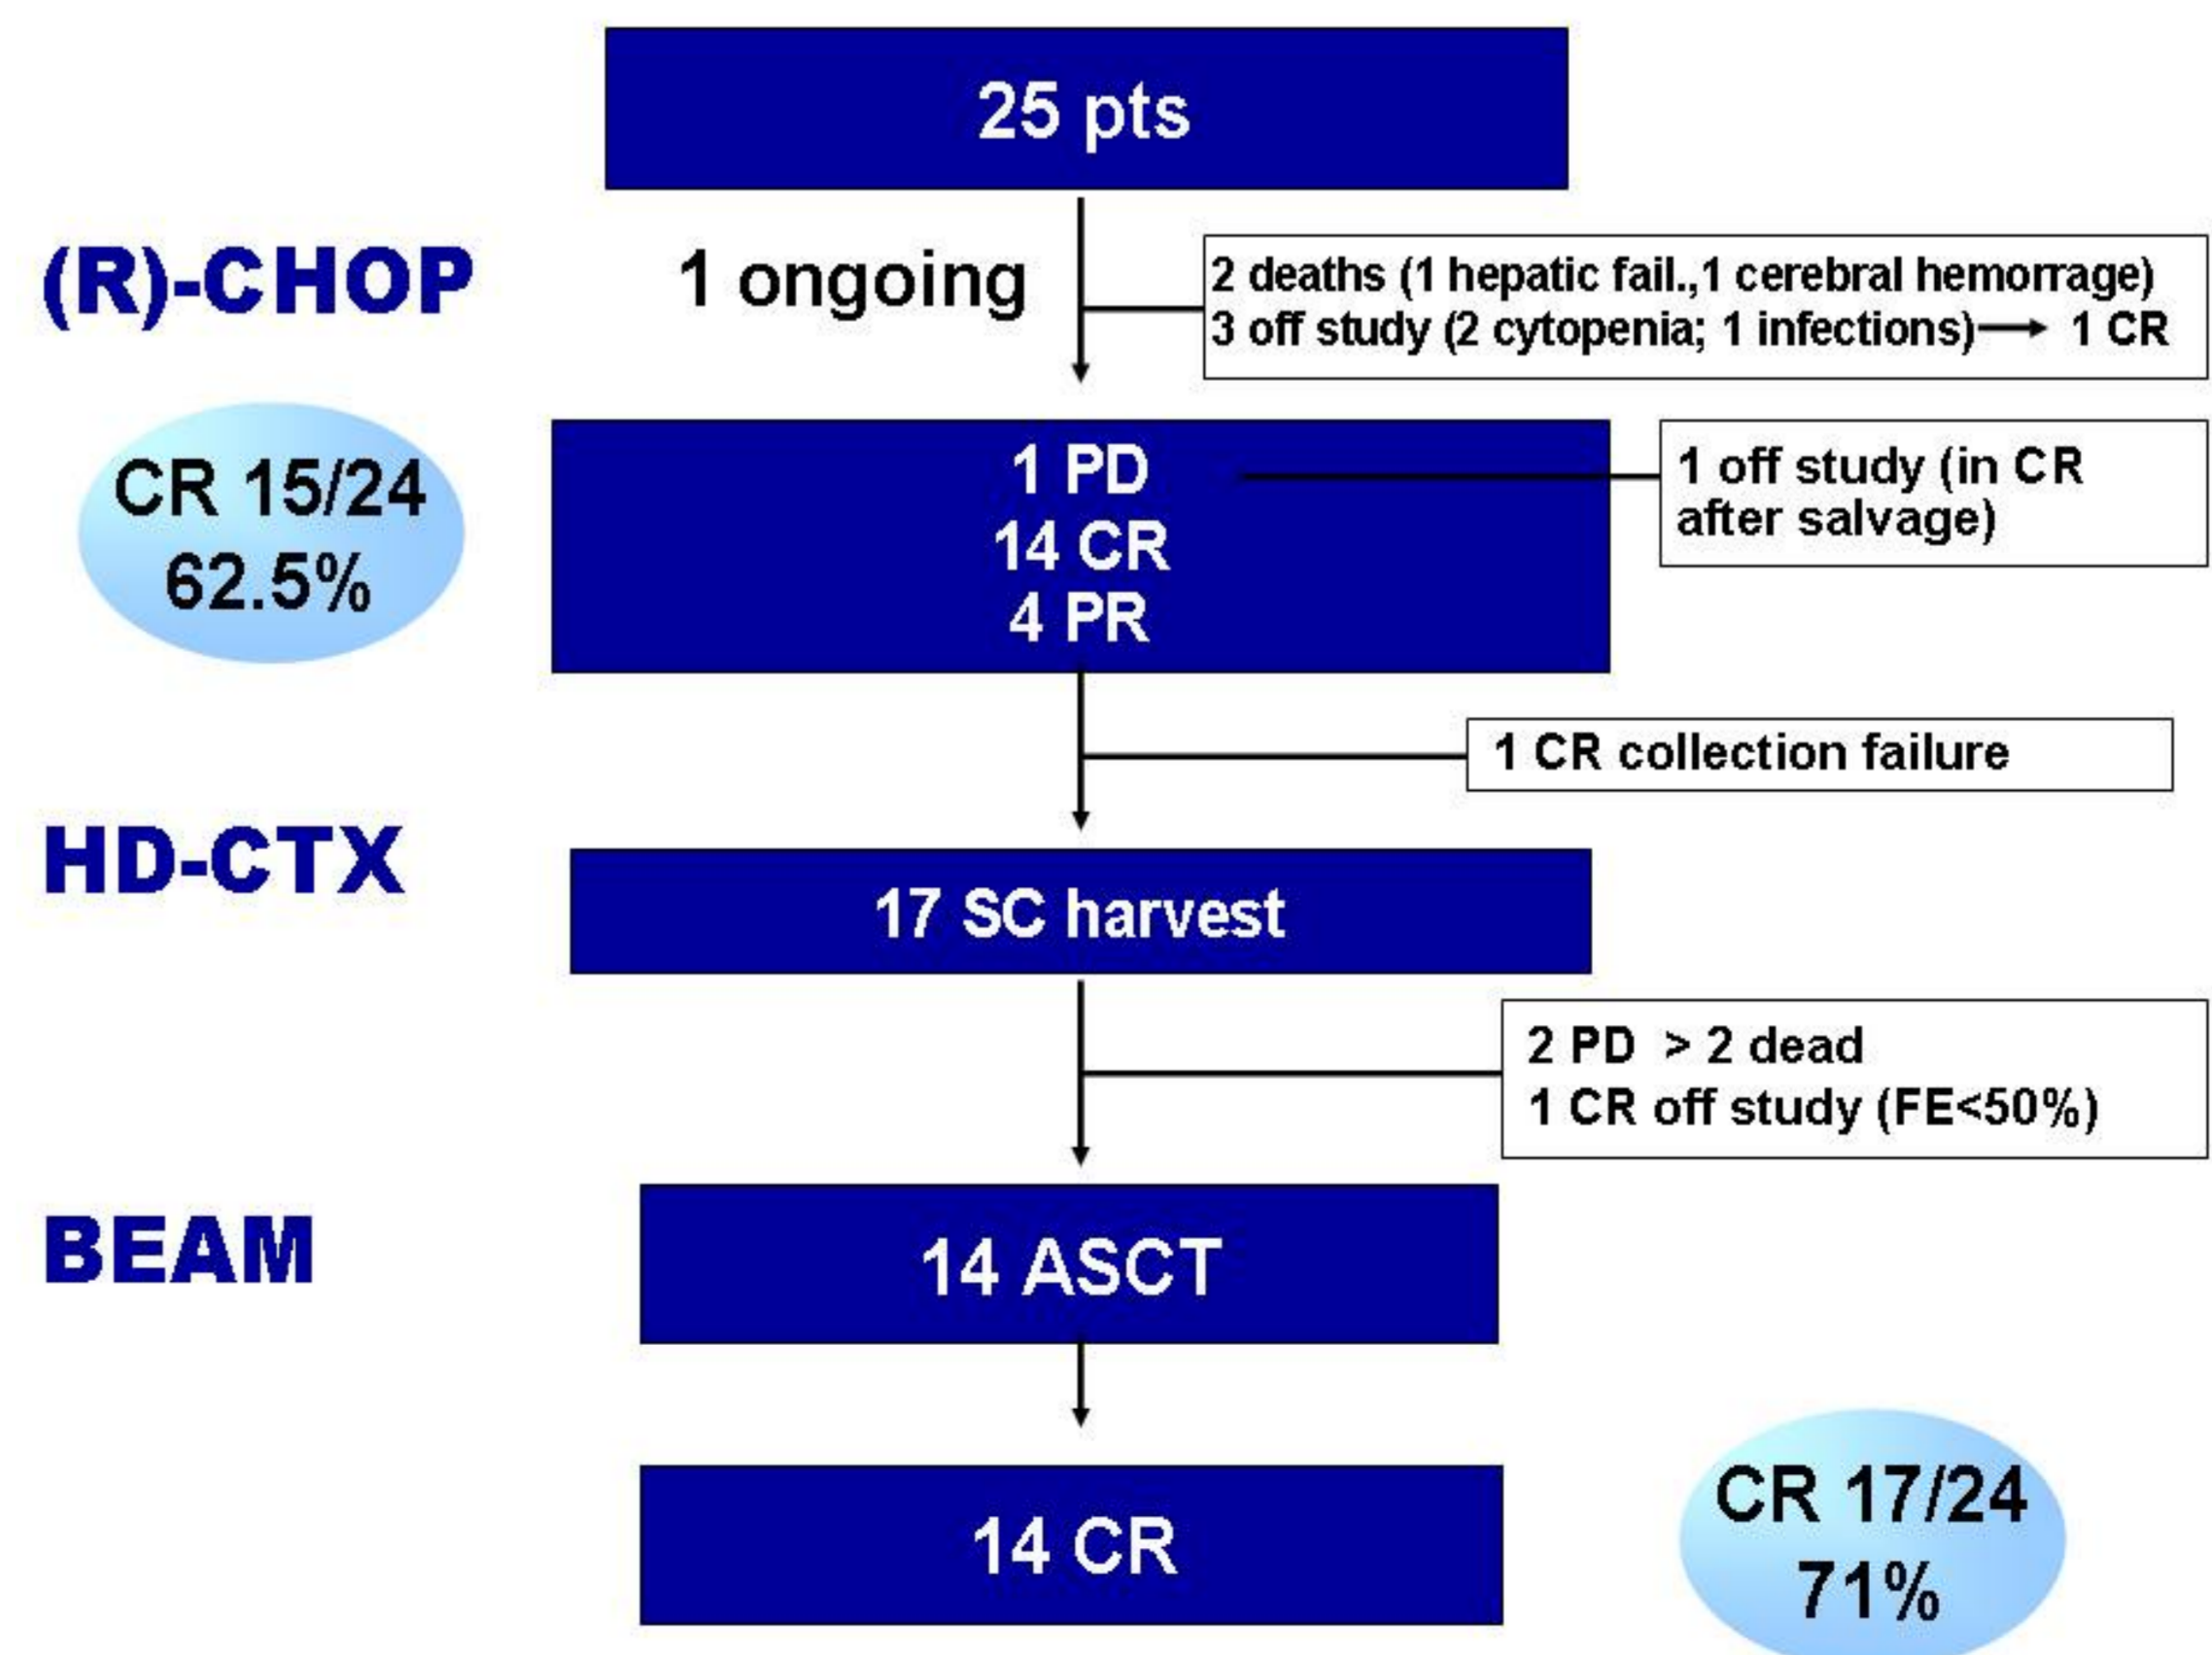 25 pts
(R)-CHOP
1 ongoing
2 deaths (1 hepatic fail.,1 cerebral hemorrage)
3 off study (2 cytopenia; 1 infections)→ 1 CR
CR 15/24
62.5%
1 PD
14 CR
4 PR
1 off study (in CR
after salvage)
1 CR collection failure
HD-CTX
17 SC harvest
2 PD > 2 dead
1 CR off study (FE<50%)
BEAM
14 ASCT
14 CR
CR 17/24
71%